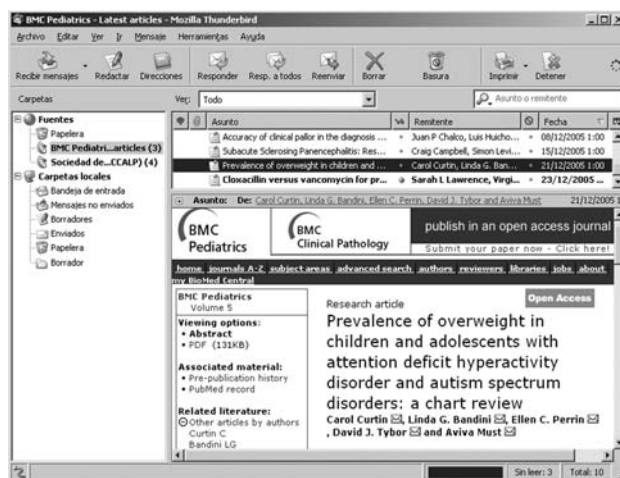 BMC Pediatrics - Latest articles - Mozilla Thunderbird
Archivo Editar Ver Ir Mensaje Herramientas Ayuda
Recibir mensajes Redactar Direcciones Responder Resp. a todos Reenviar Borrar Basura Imprimir Detener
Carpetas Ver: Todo Asunto o remitente
Fuentes
Papelera
BMC Pediatri...articles (3)
Sociedad de...CCALP) (4)
Carpetas locales
Bandeja de entrada
Mensajes no enviados
Borradores
Enviados
Papelera
Borrador
Asunto Remitente Fecha
Accuracy of clinical pallor in the diagnosis ... Juan P Chalco, Luis Huicho... 08/12/2005 1:00
Subacute Sclerosing Panencephalitis: Res... Craig Campbell, Simon Levi... 15/12/2005 1:00
Prevalence of overweight in children and ... Carol Curtin, Linda G. Ban... 21/12/2005 1:00
Cloxacillin versus vancomycin for pr... Sarah L Lawrence, Virgi... 23/12/2005 ...
Asunto: De: Carol Curtin, Linda G. Bandini, Ellen C. Perrin, David J. Tybor and Aviva Must 21/12/2005 1
BMC
Pediatrics
BMC
Clinical Pathology
publish in an open access journal
Submit your paper now - Click here!
home journals A-Z subject areas advanced search authors reviewers libraries jobs about
my BioMed Central
BMC Pediatrics
Volume 5
Viewing options:
• Abstract
• PDF (131KB)
Associated material:
• Pre-publication history
• PubMed record
Related literature:
Other articles by authors
Curtin C
Bandini LG
Open Access
Research article
Prevalence of overweight in
children and adolescents with
attention deficit hyperactivity
disorder and autism spectrum
disorders: a chart review
Carol Curtin, Linda G. Bandini, Ellen C. Perrin
, David J. Tybor and Aviva Must
Sin leer: 3 Total: 10